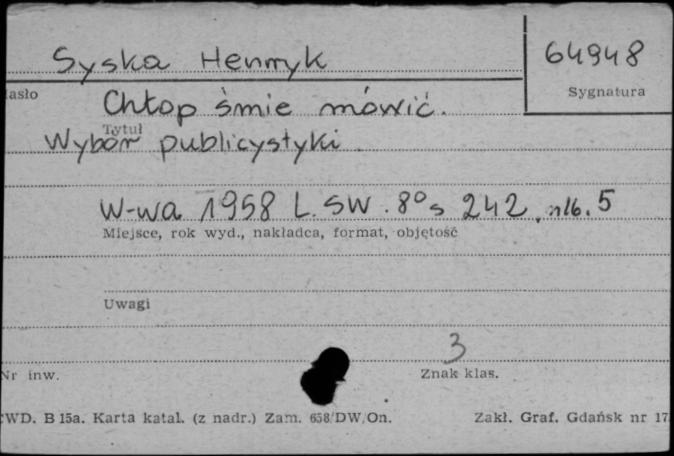 Syska Henryk
64948
Sygnatura
asło
Chłop śmie mówić.
Tytuł
Wybór publicystyki
W-wa 1958 L.SW. 8° s 242, nlb. 5
Miejsce, rok wyd., nakładca, format, objętość
Uwagi
3
Nr inw.
Znak klas.
WD. B 15a. Karta katal. (z nadr.) Zam. 658/DW/On.
Zakł. Graf. Gdańsk nr 17